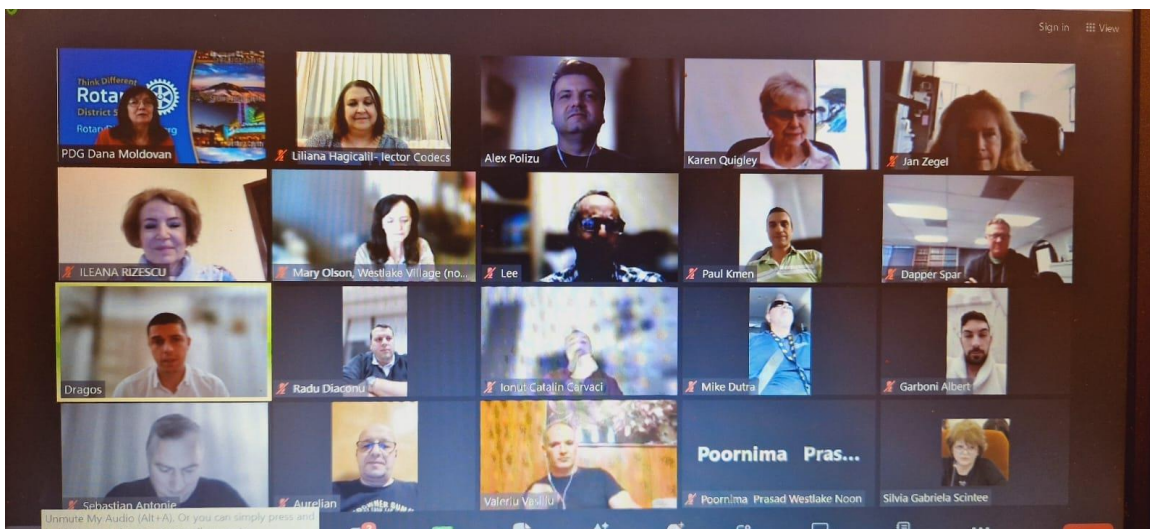 Sign in
View
Think Different
Rota
District 5
PDG Dana Moldovan
Liliana Hagicalil- lector Codecs
Alex Polizu
Karen Quigley
Jan Zegel
ILEANA RIZESCU
Mary Olson, Westlake Village (no...
Lee
Paul Kmen
Dapper Spar
Dragos
Radu Diaconu
Ionut Catalin Carvaci
Mike Dutra
Garboni Albert
Sebastian Antonie
Aurelian
Valeriu Vasiliu
Poornima Pras...
Poornima Prasad Westlake Noon
Silvia Gabriela Scintee
Unmute My Audio (Alt+A), Or you can simply press and